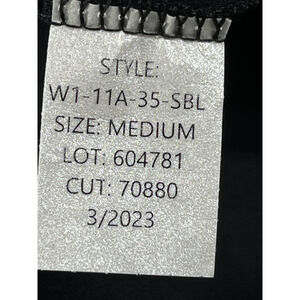 STYLE:
W1-11A-35-SBL
SIZE: MEDIUM
LOT: 604781
CUT: 70880
3/2023